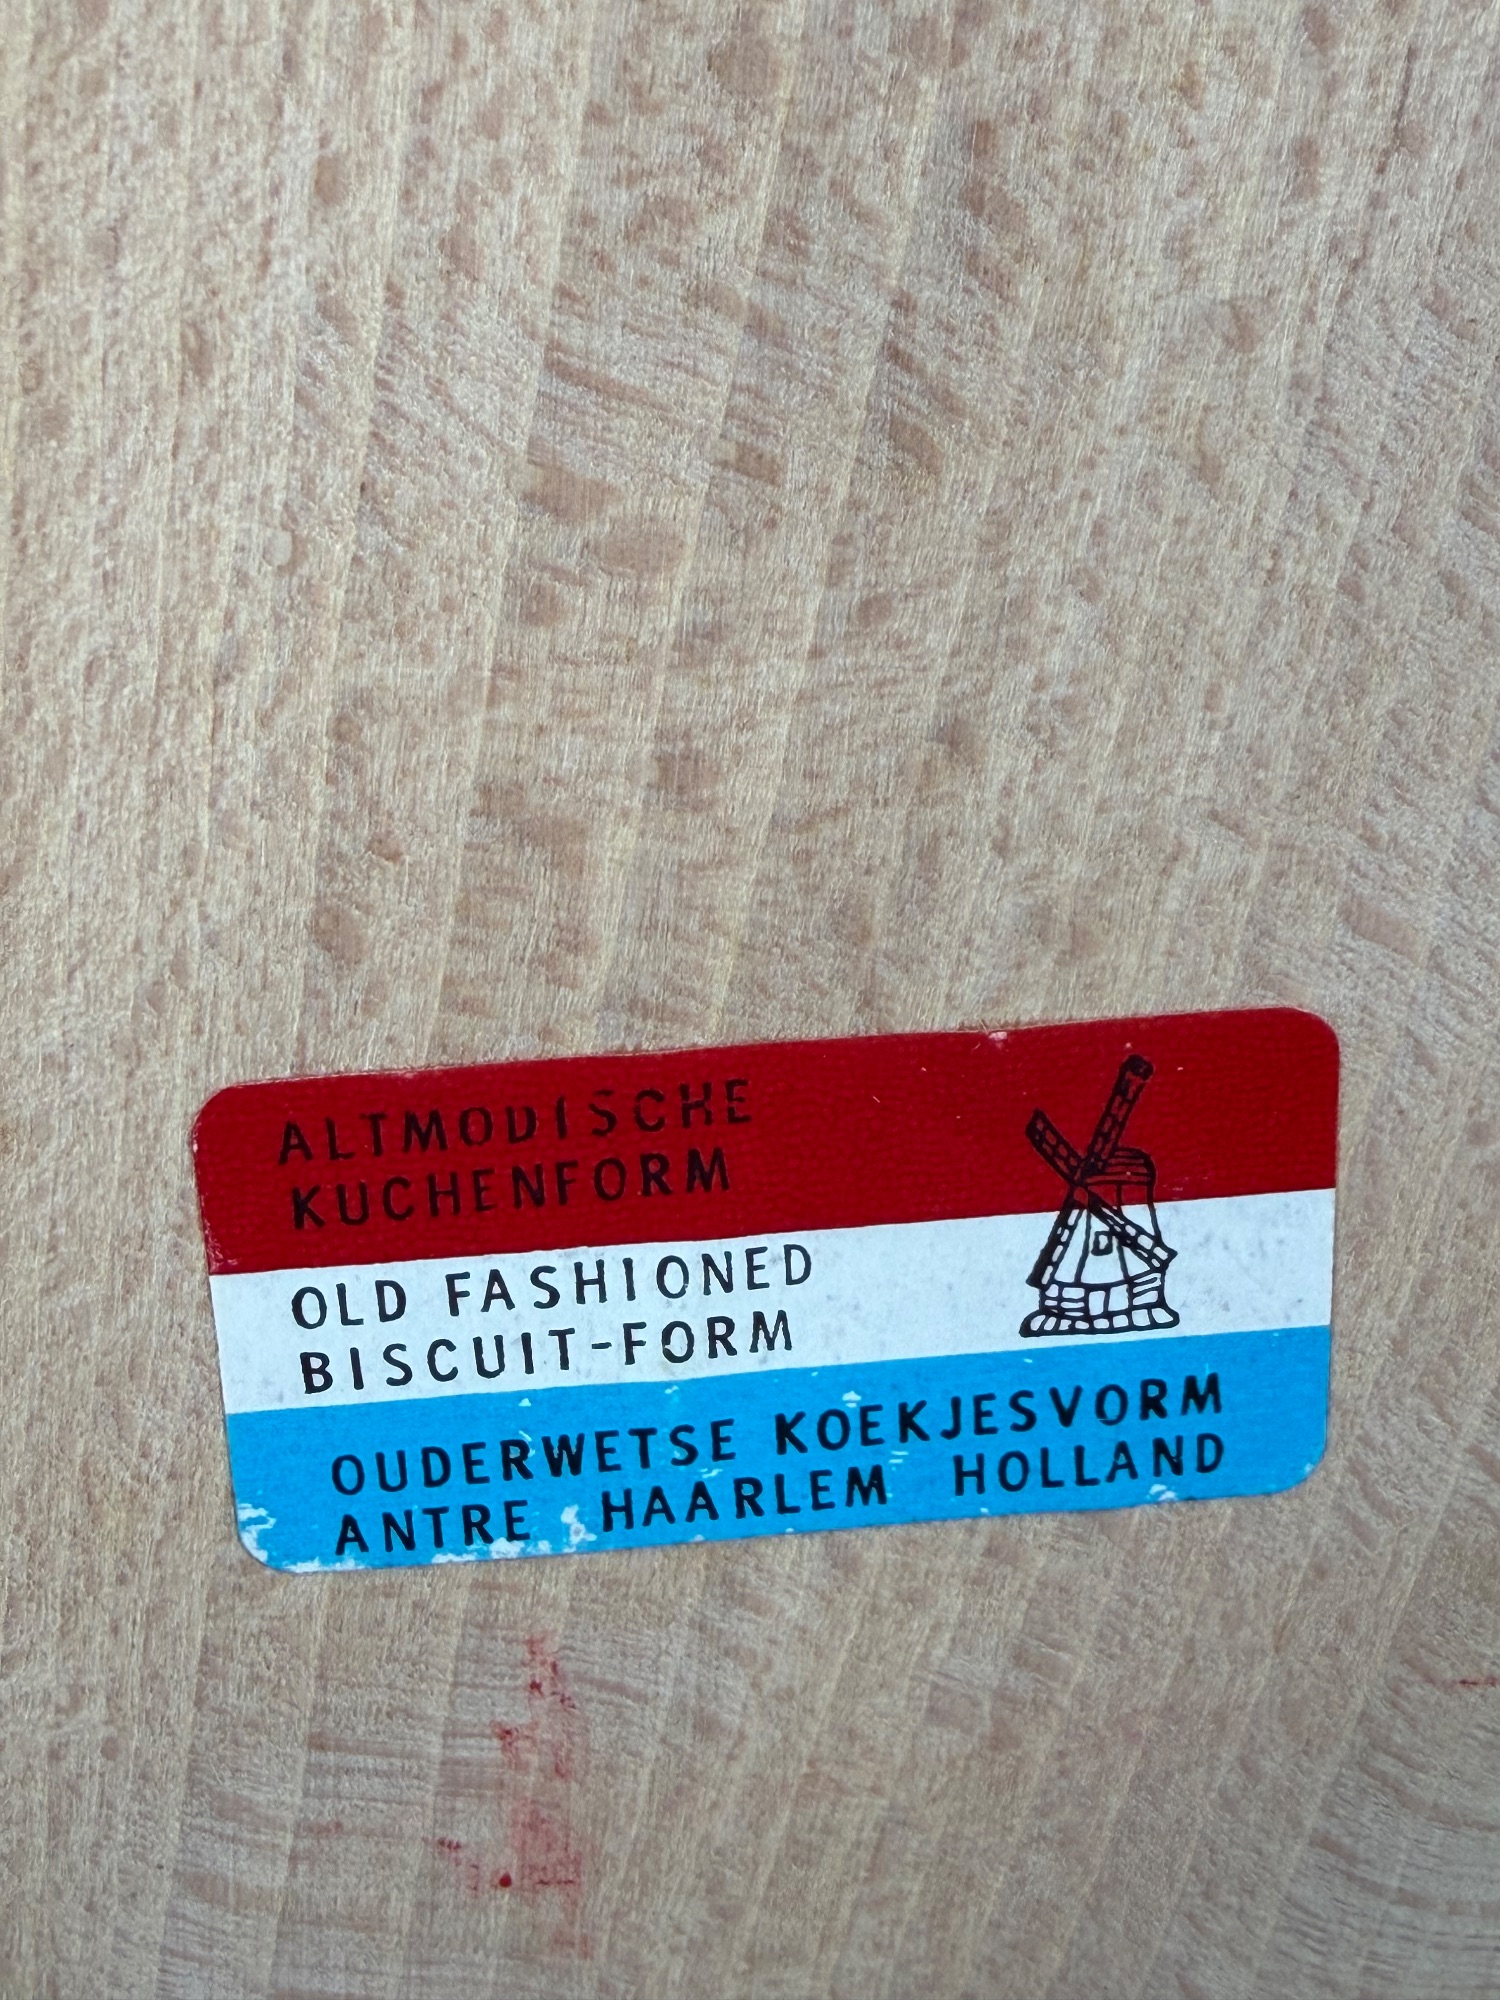 ALTMODISCHE
KUCHENFORM
OLD FASHIONED
BISCUIT-FORM
OUDERWETSE KOEKJESVORM
ANTRE HAARLEM HOLLAND